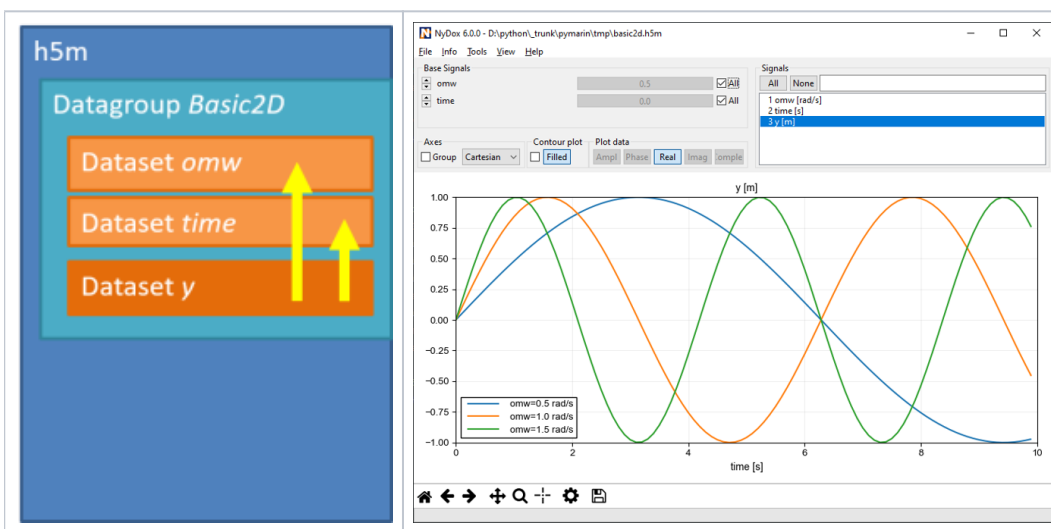 h5m
Datagroup Basic2D
Dataset omw
Dataset time
Dataset y
NyDox 6.0.0 - D:\python\_trunk\pymarin\tmp\basic2d.h5m
File Info Tools View Help
Base Signals
omw 0.5 All
time 0.0 All
Signals
All None
1 omw [rad/s]
2 time [s]
3 y [m]
Axes Contour plot Plot data
Group Cartesian Filled Ampl Phase Real Imag omple
y [m]
1.00
0.75
0.50
0.25
0.00
−0.25
−0.50
−0.75
−1.00
omw=0.5 rad/s
omw=1.0 rad/s
omw=1.5 rad/s
0 2 4 6 8 10
time [s]